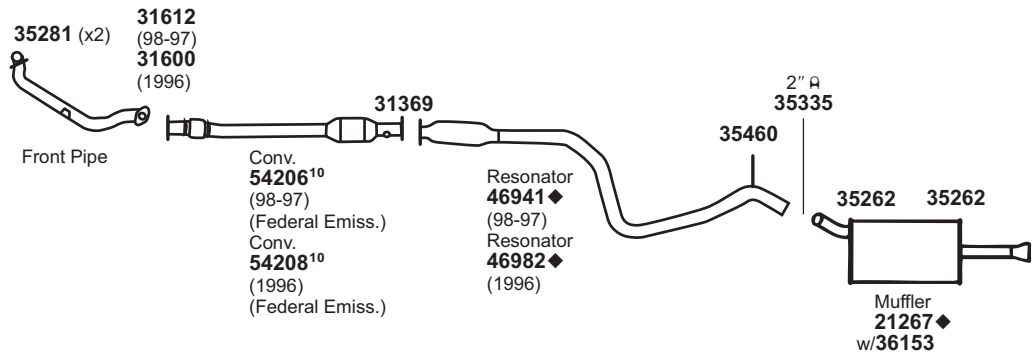 35281 (x2)
31612
(98-97)
31600
(1996)
Front Pipe
31369
Conv.
54206¹⁰
(98-97)
(Federal Emiss.)
Conv.
54208¹⁰
(1996)
(Federal Emiss.)
Resonator
46941◆
(98-97)
Resonator
46982◆
(1996)
35460
2"
35335
35262
35262
Muffler
21267◆
w/36153